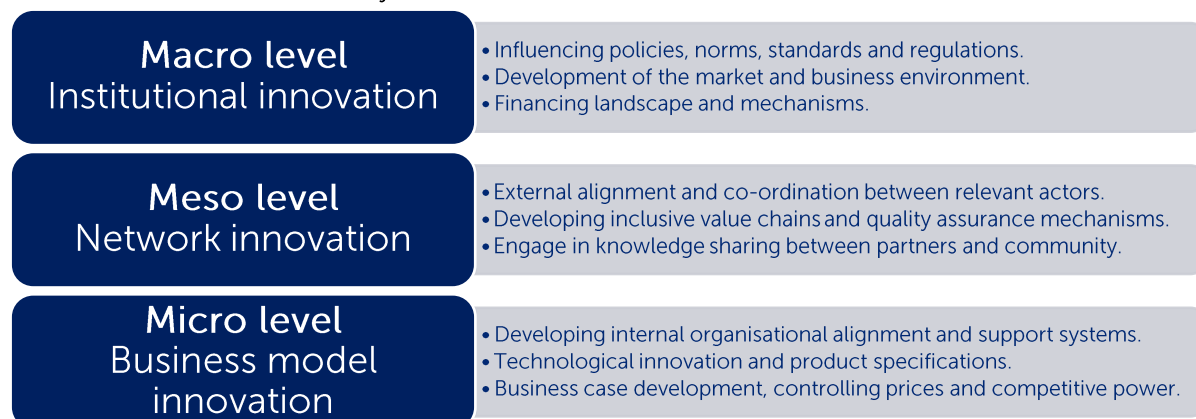 Macro level
Institutional innovation
• Influencing policies, norms, standards and regulations.
• Development of the market and business environment.
• Financing landscape and mechanisms.
Meso level
Network innovation
• External alignment and co-ordination between relevant actors.
• Developing inclusive value chains and quality assurance mechanisms.
• Engage in knowledge sharing between partners and community.
Micro level
Business model
innovation
• Developing internal organisational alignment and support systems.
• Technological innovation and product specifications.
• Business case development, controlling prices and competitive power.